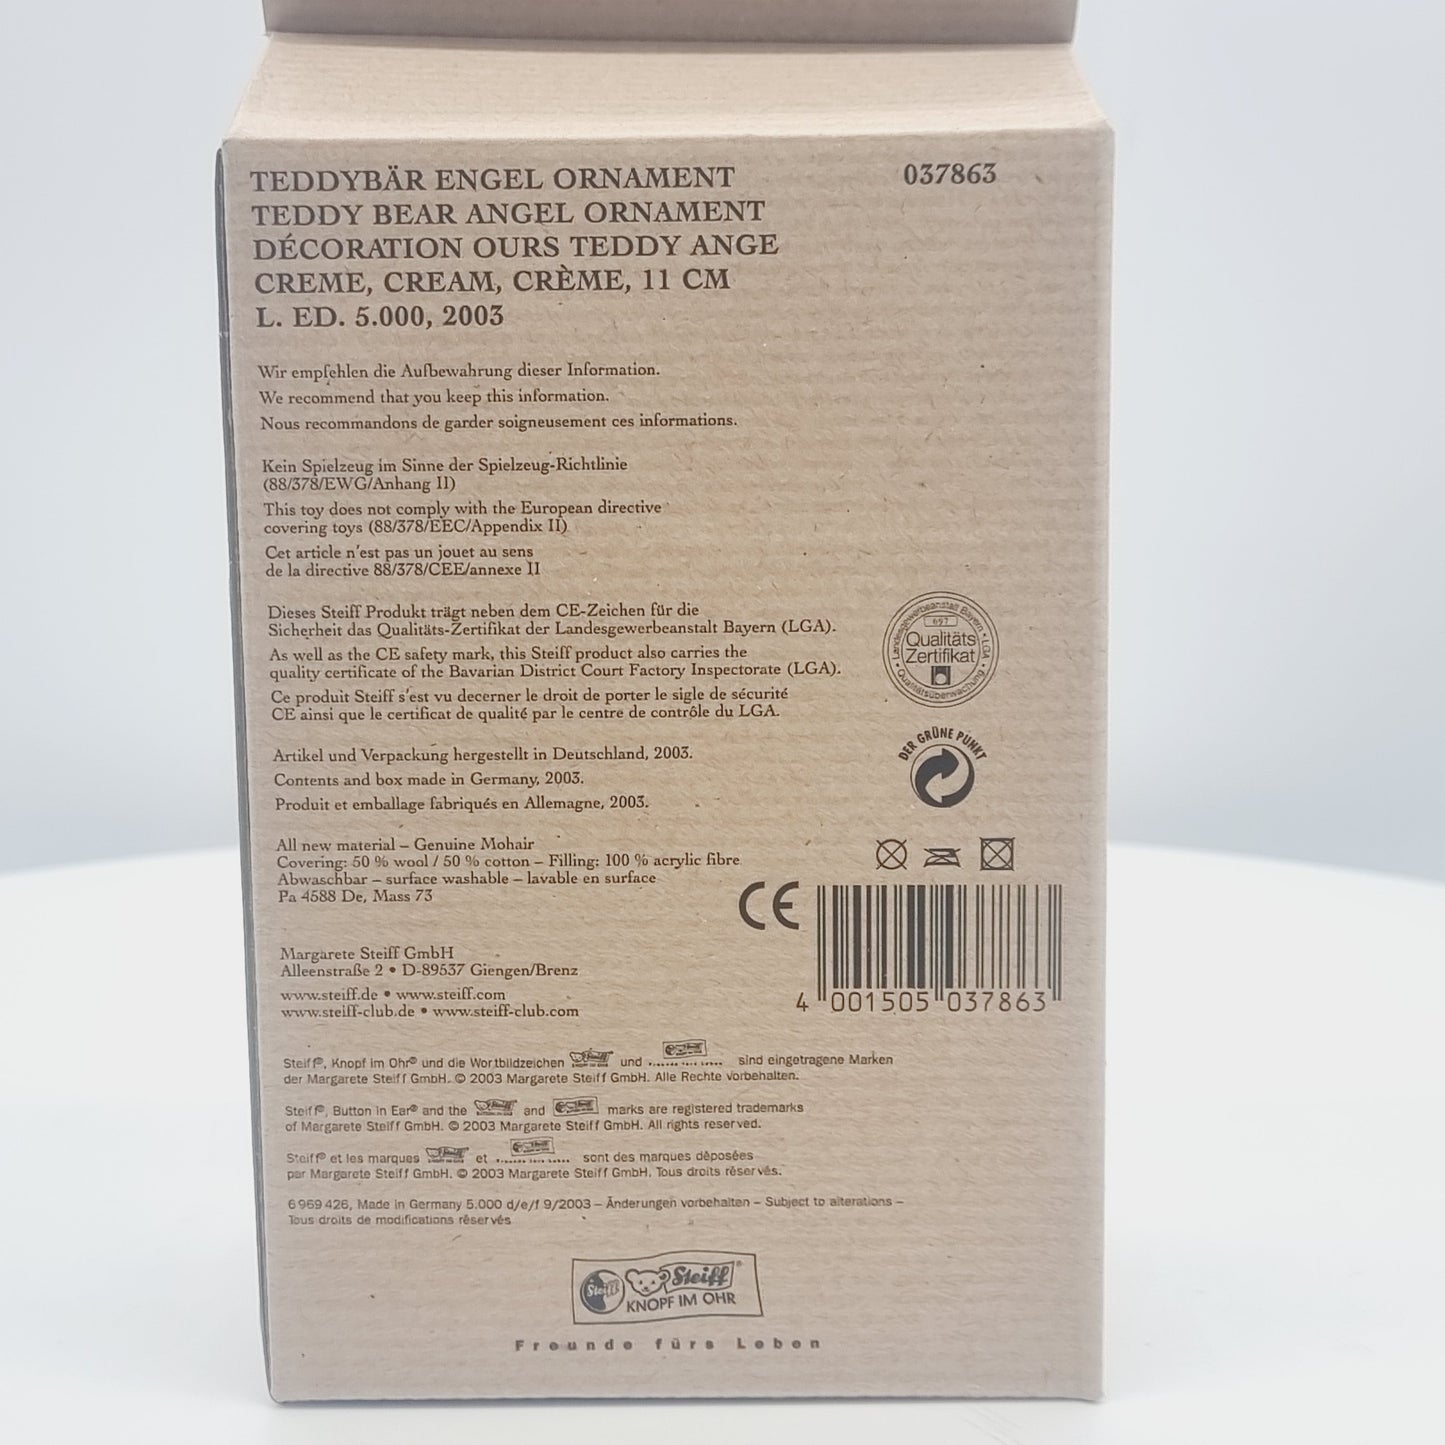 TEDDYBÄR ENGEL ORNAMENT
TEDDY BEAR ANGEL ORNAMENT
DÉCORATION OURS TEDDY ANGE
CREME, CREAM, CRÈME, 11 CM
L. ED. 5.000, 2003
037863
Wir empfehlen die Aufbewahrung dieser Information.
We recommend that you keep this information.
Nous recommandons de garder soigneusement ces informations.
Kein Spielzeug im Sinne der Spielzeug-Richtlinie
(88/378/EWG/Anhang II)
This toy does not comply with the European directive
covering toys (88/378/EEC/Appendix II)
Cet article n'est pas un jouet au sens
de la directive 88/378/CEE/annexe II
Dieses Steiff Produkt trägt neben dem CE-Zeichen für die
Sicherheit das Qualitäts-Zertifikat der Landesgewerbeanstalt Bayern (LGA).
As well as the CE safety mark, this Steiff product also carries the
quality certificate of the Bavarian District Court Factory Inspectorate (LGA).
Ce produit Steiff s'est vu decerner le droit de porter le sigle de sécurité
CE ainsi que le certificat de qualité par le centre de contrôle du LGA.
Landesgewerbeanstalt Bayern • LGA •
697
Qualitäts
Zertifikat
• Qualitätsüberwachung
Artikel und Verpackung hergestellt in Deutschland, 2003.
Contents and box made in Germany, 2003.
Produit et emballage fabriqués en Allemagne, 2003.
DER GRÜNE PUNKT
All new material – Genuine Mohair
Covering: 50 % wool / 50 % cotton – Filling: 100 % acrylic fibre
Abwaschbar – surface washable – lavable en surface
Pa 4588 De, Mass 73
CE
4 001505 037863
Margarete Steiff GmbH
Alleenstraße 2 • D-89537 Giengen/Brenz
www.steiff.de • www.steiff.com
www.steiff-club.de • www.steiff-club.com
Steiff®, Knopf im Ohr® und die Wortbildzeichen und sind eingetragene Marken
der Margarete Steiff GmbH. © 2003 Margarete Steiff GmbH. Alle Rechte vorbehalten.
Steiff®, Button in Ear® and the and marks are registered trademarks
of Margarete Steiff GmbH. © 2003 Margarete Steiff GmbH. All rights reserved.
Steiff® et les marques et sont des marques dèposées
par Margarete Steiff GmbH. © 2003 Margarete Steiff GmbH. Tous droits rêservés.
6 969 426, Made in Germany 5.000 d/e/f 9/2003 – Änderungen vorbehalten – Subject to alterations –
Tous droits de modifications rêservés
Steiff
Steiff®
KNOPF IM OHR
Freunde fürs Leben